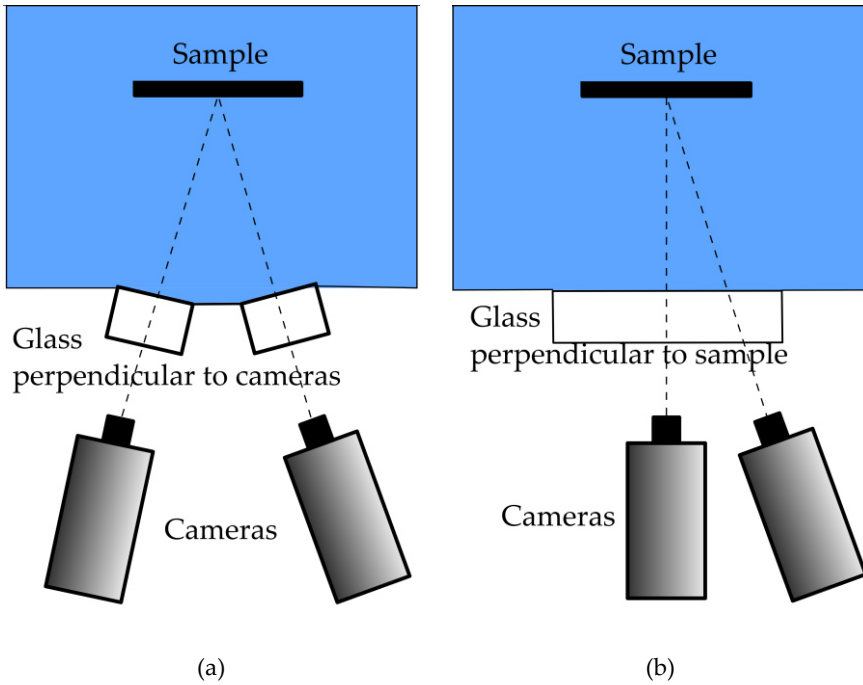 Sample
Glass
perpendicular to cameras
Cameras
(a)
Sample
Glass
perpendicular to sample
Cameras
(b)